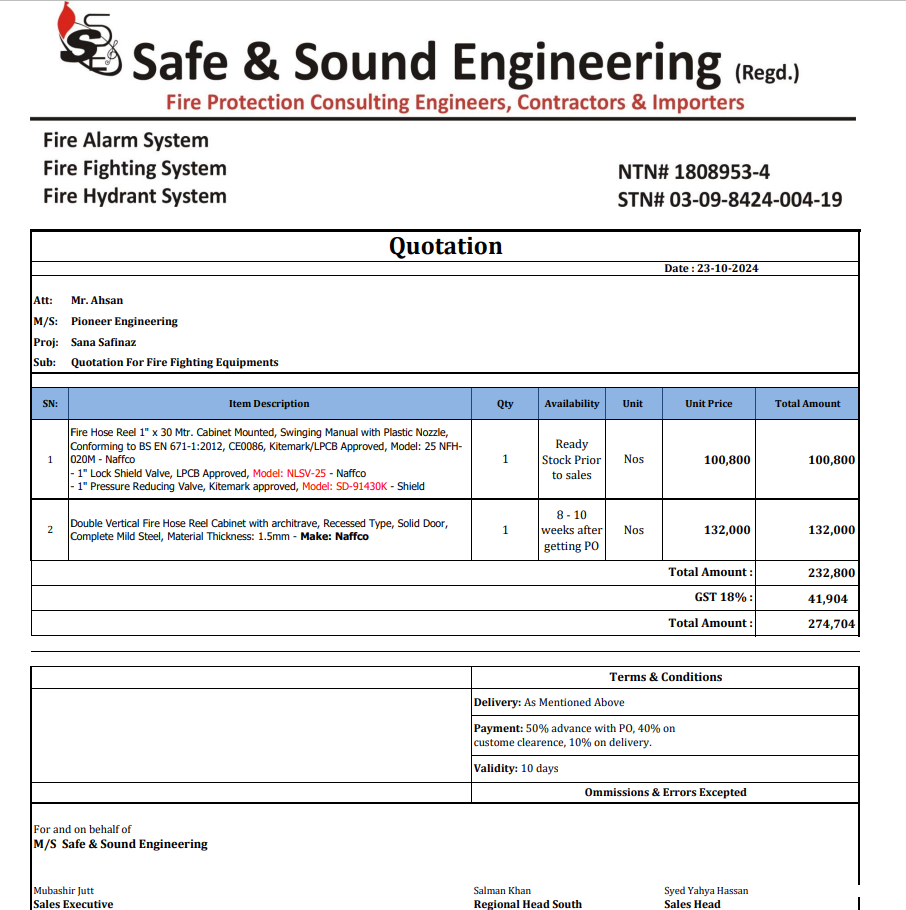 Safe & Sound Engineering (Regd.)
Fire Protection Consulting Engineers, Contractors & Importers
Fire Alarm System
Fire Fighting System
Fire Hydrant System
NTN# 1808953-4
STN# 03-09-8424-004-19
Quotation
Date : 23-10-2024
Att: Mr. Ahsan
M/S: Pioneer Engineering
Proj: Sana Safinaz
Sub: Quotation For Fire Fighting Equipments
SN: Item Description Qty Availability Unit Unit Price Total Amount
1
Fire Hose Reel 1" x 30 Mtr. Cabinet Mounted, Swinging Manual with Plastic Nozzle,
Conforming to BS EN 671-1:2012, CE0086, Kitemark/LPCB Approved, Model: 25 NFH-
020M - Naffco
- 1" Lock Shield Valve, LPCB Approved, Model: NLSV-25 - Naffco
- 1" Pressure Reducing Valve, Kitemark approved, Model: SD-91430K - Shield
1
Ready
Stock Prior
to sales
Nos
100,800
100,800
2
Double Vertical Fire Hose Reel Cabinet with architrave, Recessed Type, Solid Door,
Complete Mild Steel, Material Thickness: 1.5mm - Make: Naffco
1
8 - 10
weeks after
getting PO
Nos
132,000
132,000
Total Amount : 232,800
GST 18% : 41,904
Total Amount : 274,704
Terms & Conditions
Delivery: As Mentioned Above
Payment: 50% advance with PO, 40% on
custome clearence, 10% on delivery.
Validity: 10 days
Ommissions & Errors Excepted
For and on behalf of
M/S Safe & Sound Engineering
Mubashir Jutt
Sales Executive
Salman Khan
Regional Head South
Syed Yahya Hassan
Sales Head